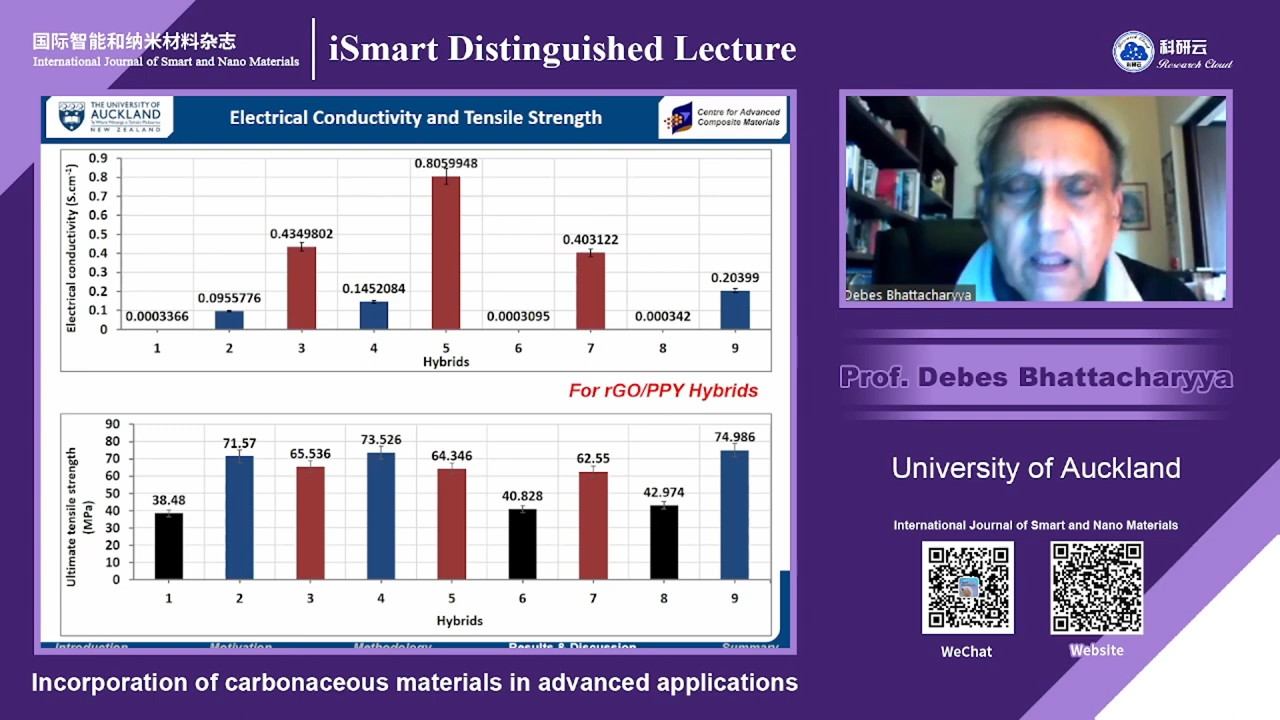 国际智能和纳米材料杂志
International Journal of Smart and Nano Materials
iSmart Distinguished Lecture
科研云
Research Cloud
THE UNIVERSITY OF
AUCKLAND
NEW ZEALAND
Electrical Conductivity and Tensile Strength
Centre for Advanced
Composite Materials
Electrical conductivity (S.cm⁻¹)
0.9
0.8
0.7
0.6
0.5
0.4
0.3
0.2
0.1
0
0.0003366
0.0955776
0.4349802
0.1452084
0.8059948
0.0003095
0.403122
0.000342
0.20399
1 2 3 4 5 6 7 8 9
Hybrids
For rGO/PPY Hybrids
Ultimate tensile strength
(MPa)
90
80
70
60
50
40
30
20
10
0
38.48
71.57
65.536
73.526
64.346
40.828
62.55
42.974
74.986
1 2 3 4 5 6 7 8 9
Hybrids
Introduction Motivation Methodology Results & Discussion Summary
Incorporation of carbonaceous materials in advanced applications
Debes Bhattacharyya
Prof. Debes Bhattacharyya
University of Auckland
International Journal of Smart and Nano Materials
WeChat
Website